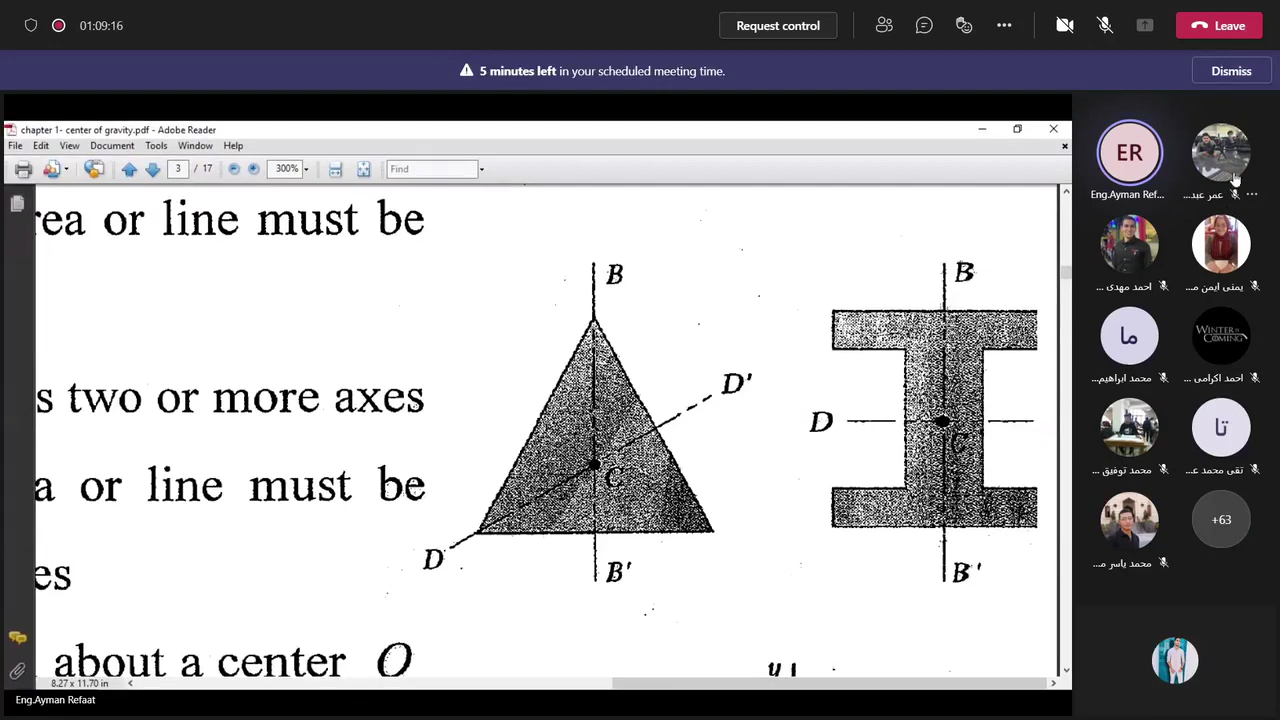 01:09:16
Request control
Leave
5 minutes left in your scheduled meeting time.
Dismiss
chapter 1- center of gravity.pdf - Adobe Reader
File Edit View Document Tools Window Help
3 / 17
300%
Find
rea or line must be
s two or more axes
a or line must be
es
about a center O
B
D'
C
D
B'
B
D
C
B'
y
8.27 x 11.70 in
Eng.Ayman Refaat
ER
Eng.Ayman Ref...
عمر عبد...
احمد مهدى ...
يمنى ايمن م...
ما
محمد ابراهيم...
WINTER IS COMING
احمد اكرامى ...
محمد توفيق ...
تا
تقى محمد ع...
محمد ياسر م...
+63